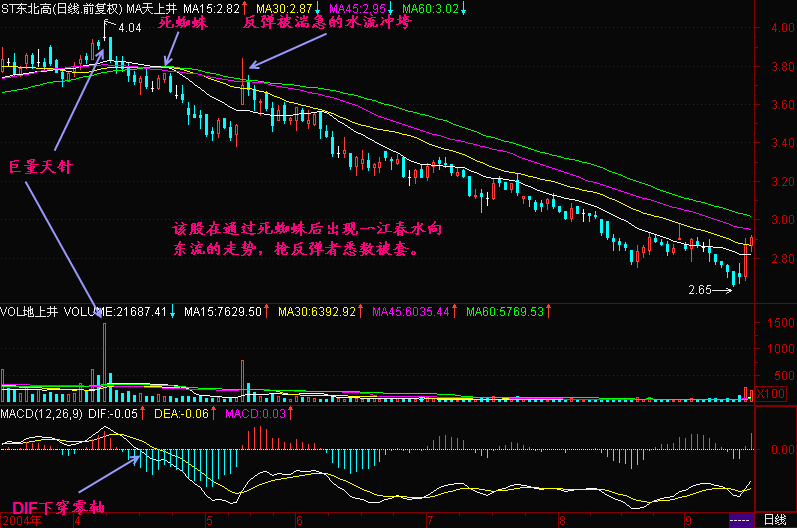 ST东北高(日线.前复权) MA天上井 MA15:2.82↑ MA30:2.87↓ MA45:2.95↓ MA60:3.02↓
死蜘蛛 反弹被湍急的水流冲垮
4.04
4.00
3.80
3.60
巨量天针
3.40
3.20
该股在通过死蜘蛛后出现一江春水向
东流的走势，抢反弹者悉数被套。
3.00
2.80
2.65
VOL地上井 VOLUME:21687.41↓ MA15:7629.50↑ MA30:6392.92↑ MA45:6035.44↑ MA60:5769.53↑
1500
1000
500
X100
MACD(12,26,9) DIF:-0.05↑ DEA:-0.06↑ MACD:0.03↑
0.00
DIF下穿零轴
2004年 4 5 6 7 8 9 日线